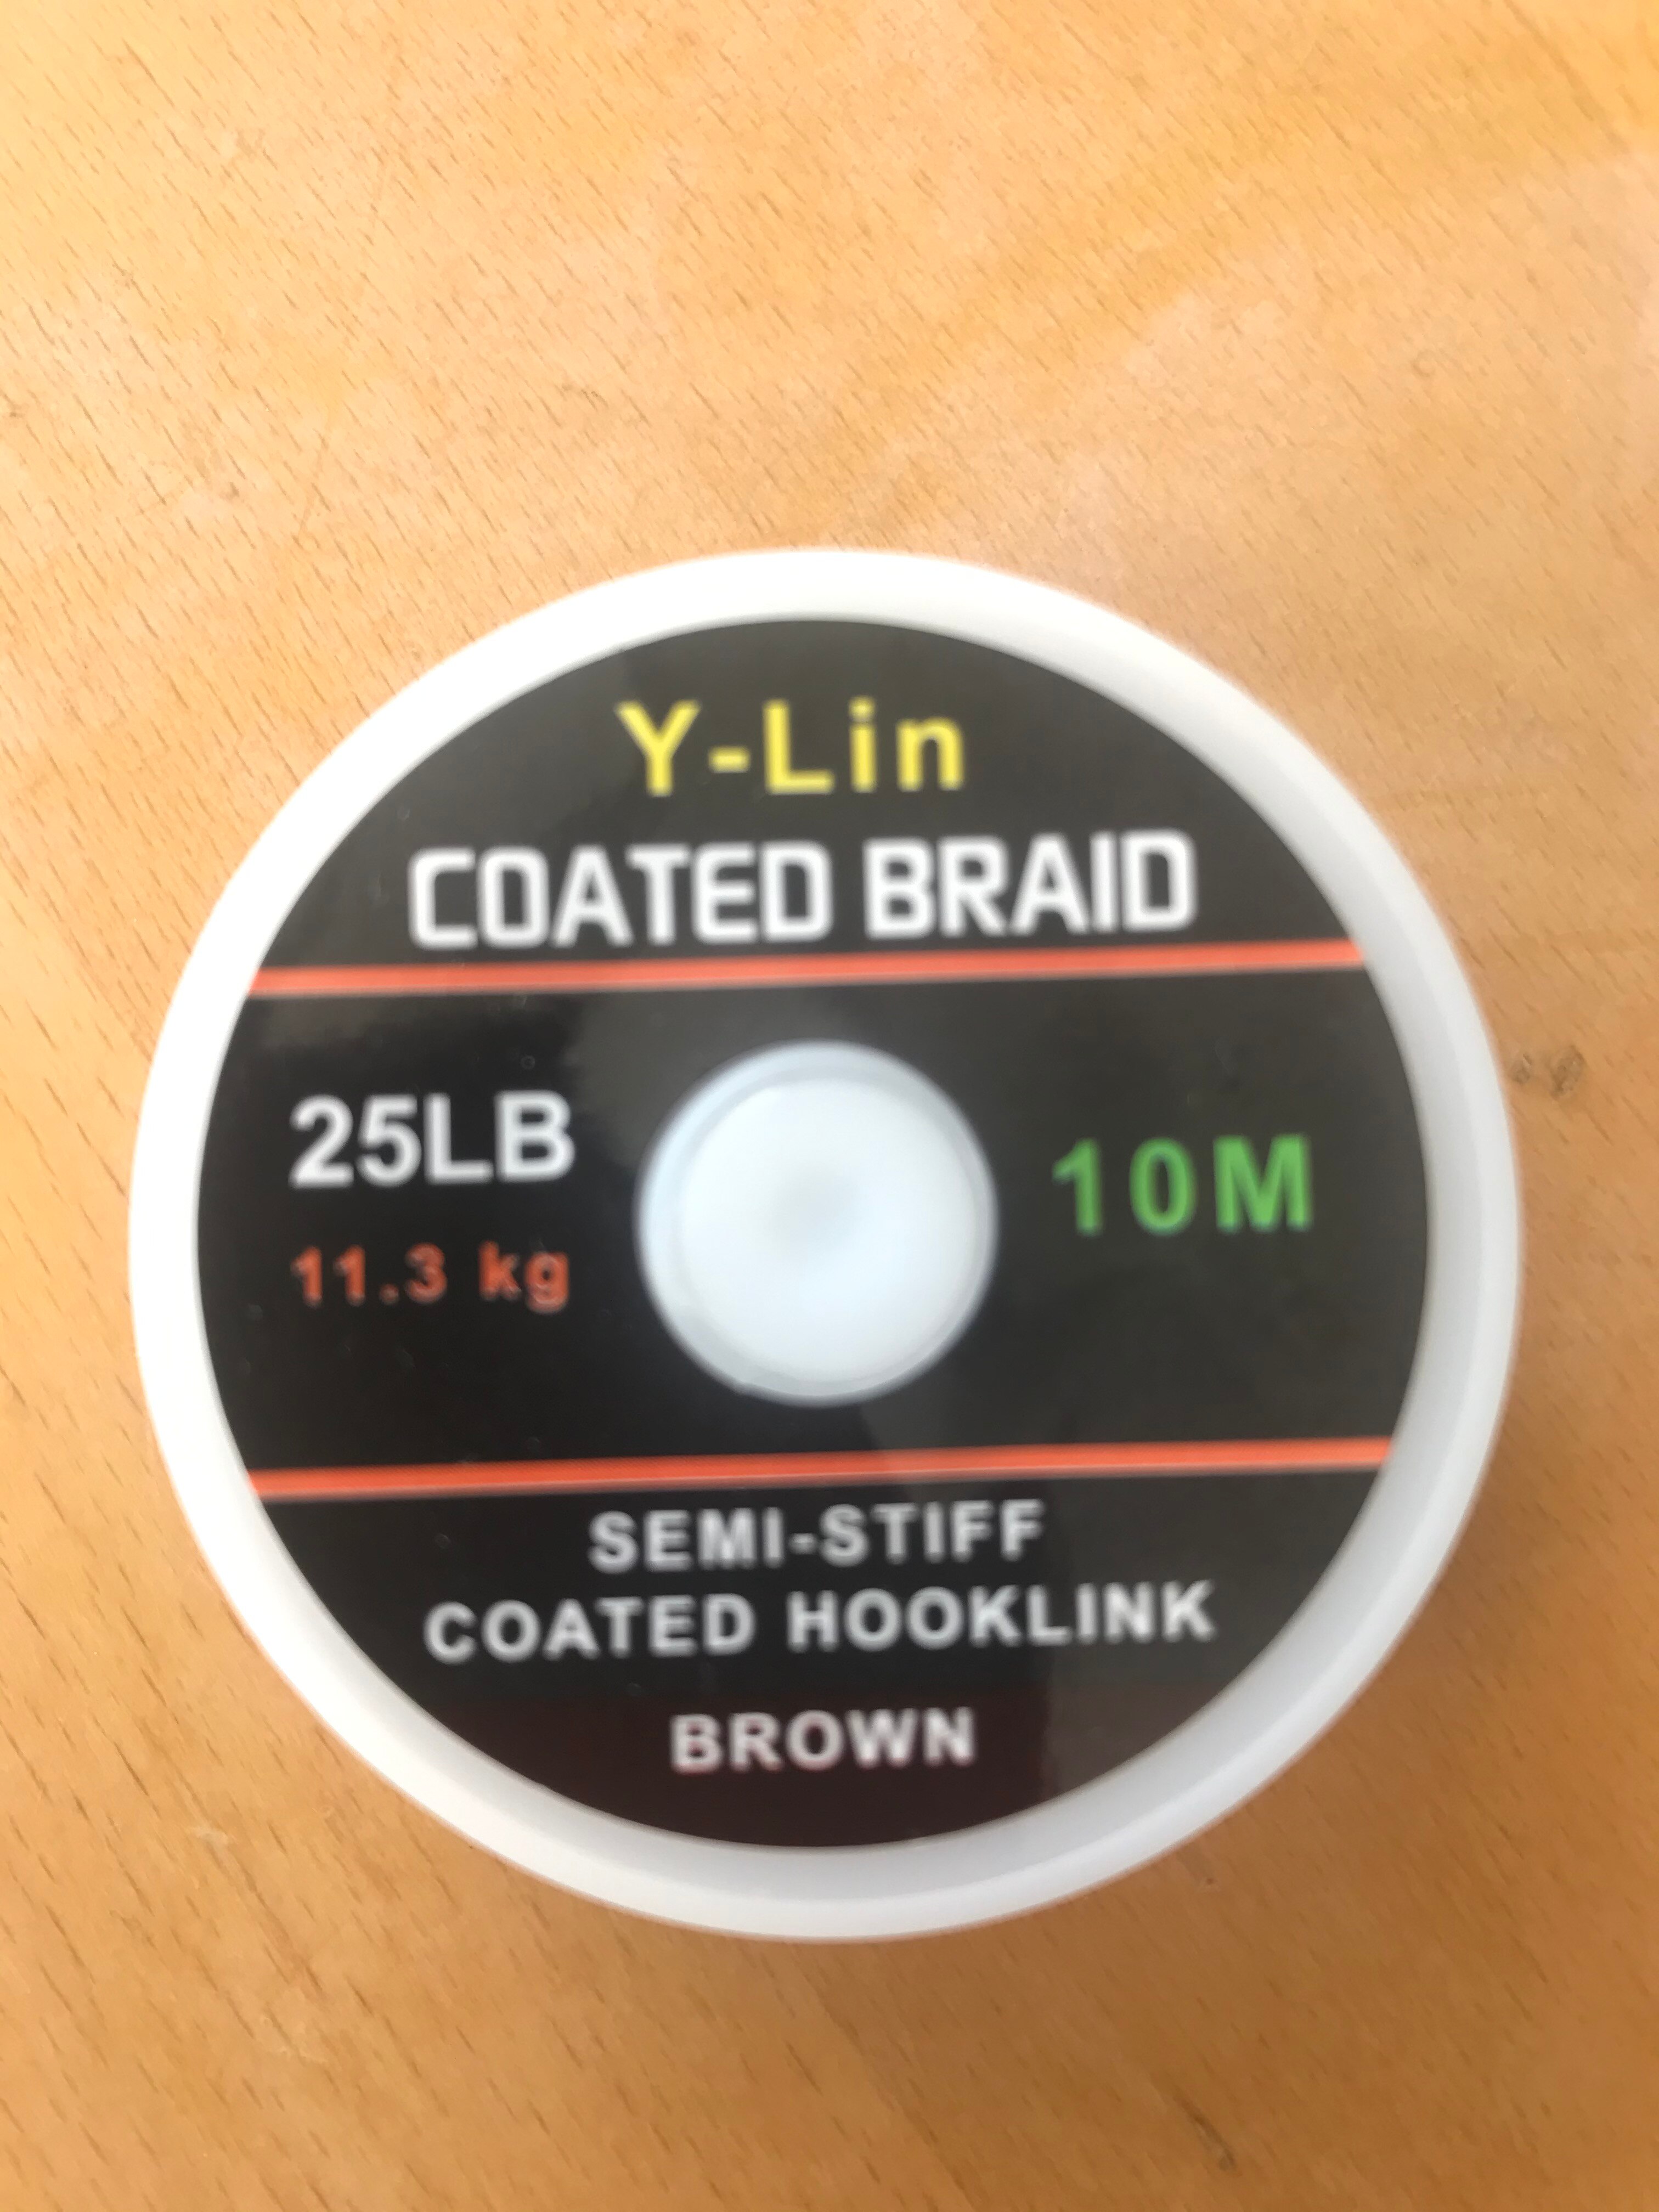 Y-Lin
COATED BRAID
25LB
11.3 kg
10M
SEMI-STIFF
COATED HOOKLINK
BROWN